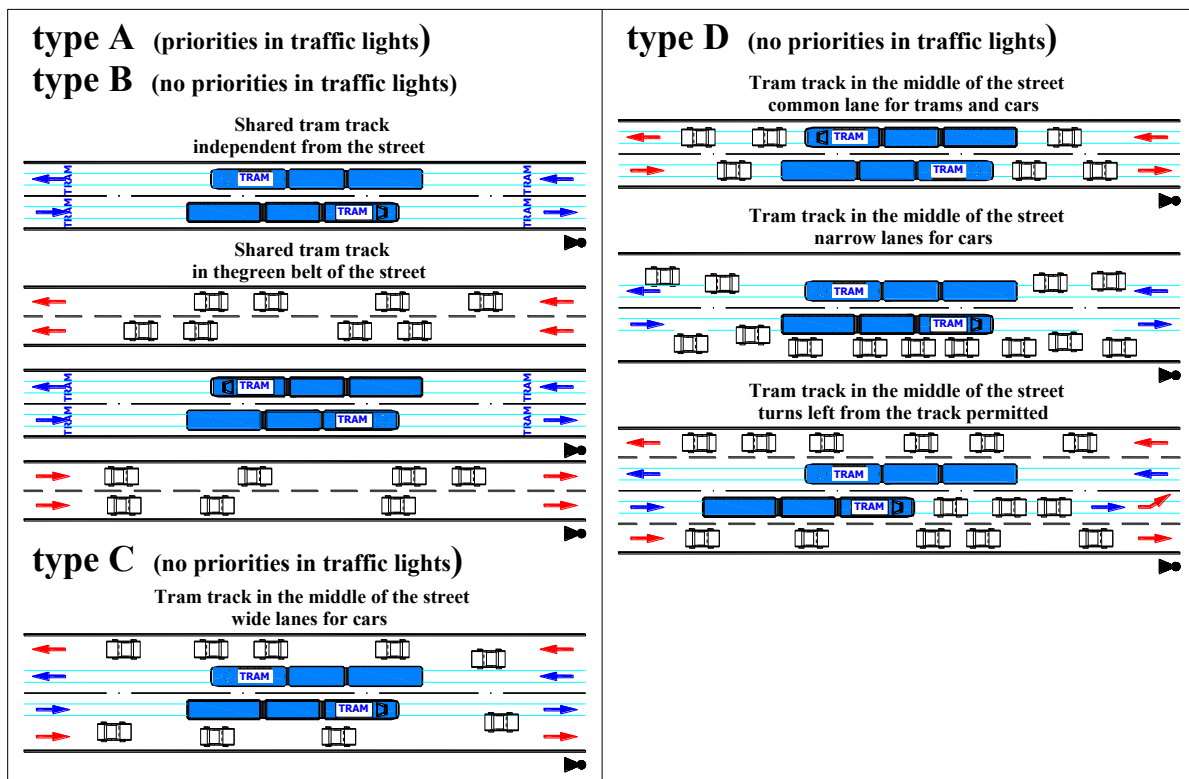 type A (priorities in traffic lights)
type B (no priorities in traffic lights)
Shared tram track
independent from the street
TRAM
TRAM
TRAM
TRAM
TRAM
TRAM
Shared tram track
in thegreen belt of the street
TRAM
TRAM
TRAM
TRAM
TRAM
TRAM
type C (no priorities in traffic lights)
Tram track in the middle of the street
wide lanes for cars
TRAM
TRAM
type D (no priorities in traffic lights)
Tram track in the middle of the street
common lane for trams and cars
TRAM
TRAM
Tram track in the middle of the street
narrow lanes for cars
TRAM
TRAM
Tram track in the middle of the street
turns left from the track permitted
TRAM
TRAM